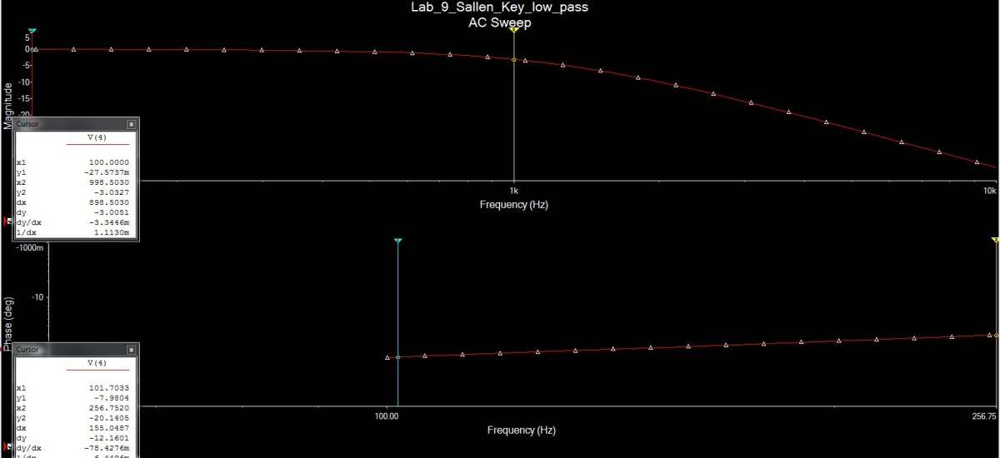 Lab_9_Sallen_Key_low_pass
AC Sweep
5
0
-5
-10
-15
-20
Magnitude
Cursor
V(4)
x1 100.0000
y1 -27.5737m
x2 998.5030
y2 -3.0327
dx 898.5030
dy -3.0051
dy/dx -3.3446m
1/dx 1.1130m
1k
10k
Frequency (Hz)
-1000m
-10
Phase (deg)
Cursor
V(4)
x1 101.7033
y1 -7.9804
x2 256.7520
y2 -20.1405
dx 155.0487
dy -12.1601
dy/dx -78.4276m
1/dx 6.4496m
100.00
256.75
Frequency (Hz)